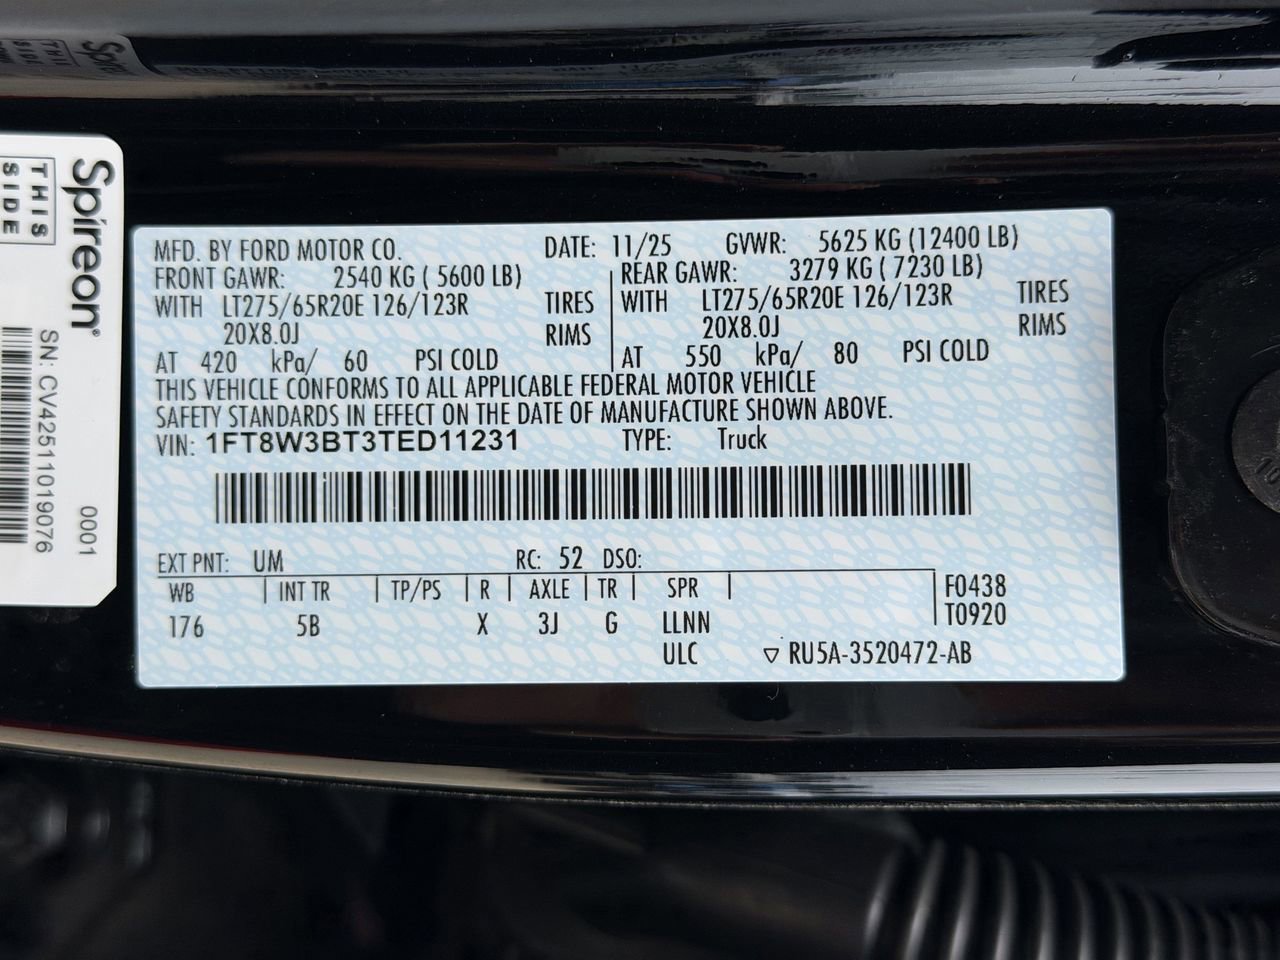 Spireon
THIS
SIDE
SN: CV42511019076
0001
MFD. BY FORD MOTOR CO. DATE: 11/25 GVWR: 5625 KG (12400 LB)
FRONT GAWR: 2540 KG ( 5600 LB) REAR GAWR: 3279 KG ( 7230 LB)
WITH LT275/65R20E 126/123R TIRES WITH LT275/65R20E 126/123R TIRES
20X8.0J RIMS 20X8.0J RIMS
AT 420 kPa/ 60 PSI COLD AT 550 kPa/ 80 PSI COLD
THIS VEHICLE CONFORMS TO ALL APPLICABLE FEDERAL MOTOR VEHICLE
SAFETY STANDARDS IN EFFECT ON THE DATE OF MANUFACTURE SHOWN ABOVE.
VIN: 1FT8W3BT3TED11231 TYPE: Truck
EXT PNT: UM RC: 52 DSO:
WB INT TR TP/PS R AXLE TR SPR F0438
176 5B X 3J G LLNN T0920
ULC ▽ RU5A-3520472-AB